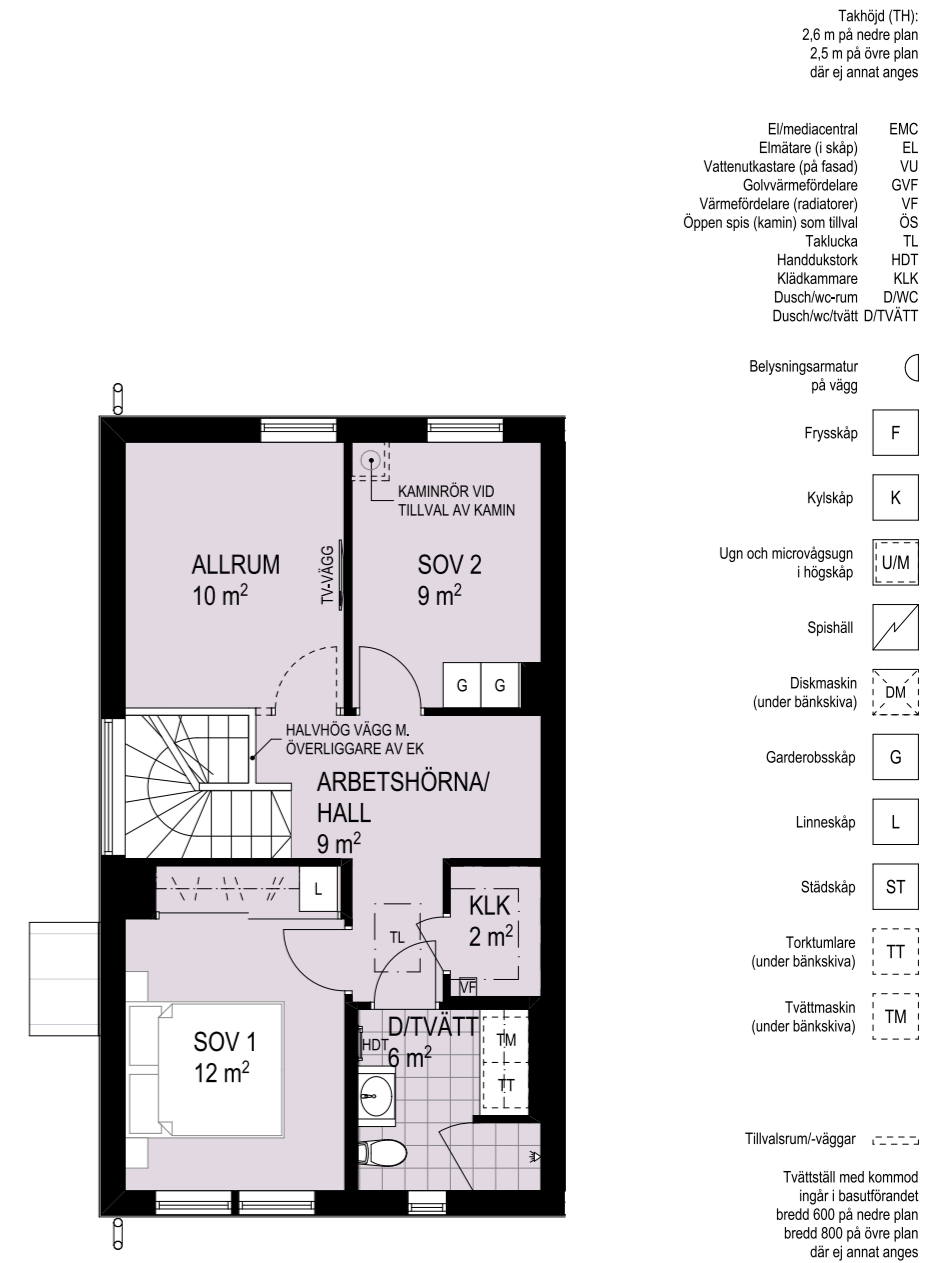 Takhöjd (TH):
2,6 m på nedre plan
2,5 m på övre plan
där ej annat anges
El/mediacentral EMC
Elmätare (i skåp) EL
Vattenutkastare (på fasad) VU
Golvvärmefördelare GVF
Värmefördelare (radiatorer) VF
Öppen spis (kamin) som tillval ÖS
Taklucka TL
Handdukstork HDT
Klädkammare KLK
Dusch/wc-rum D/WC
Dusch/wc/tvätt D/TVÄTT
Belysningsarmatur
på vägg
Frysskåp F
Kylskåp K
Ugn och microvågsugn
i högskåp
U/M
Spishäll
Diskmaskin
(under bänkskiva)
DM
Garderobsskåp G
Linneskåp L
Städskåp ST
Torktumlare
(under bänkskiva)
TT
Tvättmaskin
(under bänkskiva)
TM
Tillvalsrum/-väggar
Tvättställ med kommod
ingår i basutförandet
bredd 600 på nedre plan
bredd 800 på övre plan
där ej annat anges
KAMINRÖR VID
TILLVAL AV KAMIN
ALLRUM
10 m²
TV-VÄGG
SOV 2
9 m²
G G
HALVHÖG VÄGG M.
ÖVERLIGGARE AV EK
ARBETSHÖRNA/
HALL
9 m²
L
KLK
2 m²
TL
VF
SOV 1
12 m²
D/TVÄTT
6 m²
HDT
TM
TT